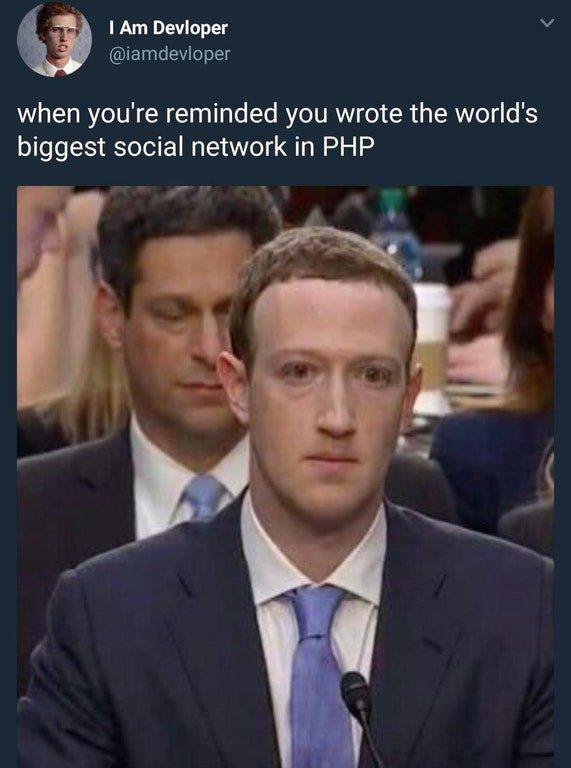 I Am Devloper
@iamdevloper
when you're reminded you wrote the world's
biggest social network in PHP